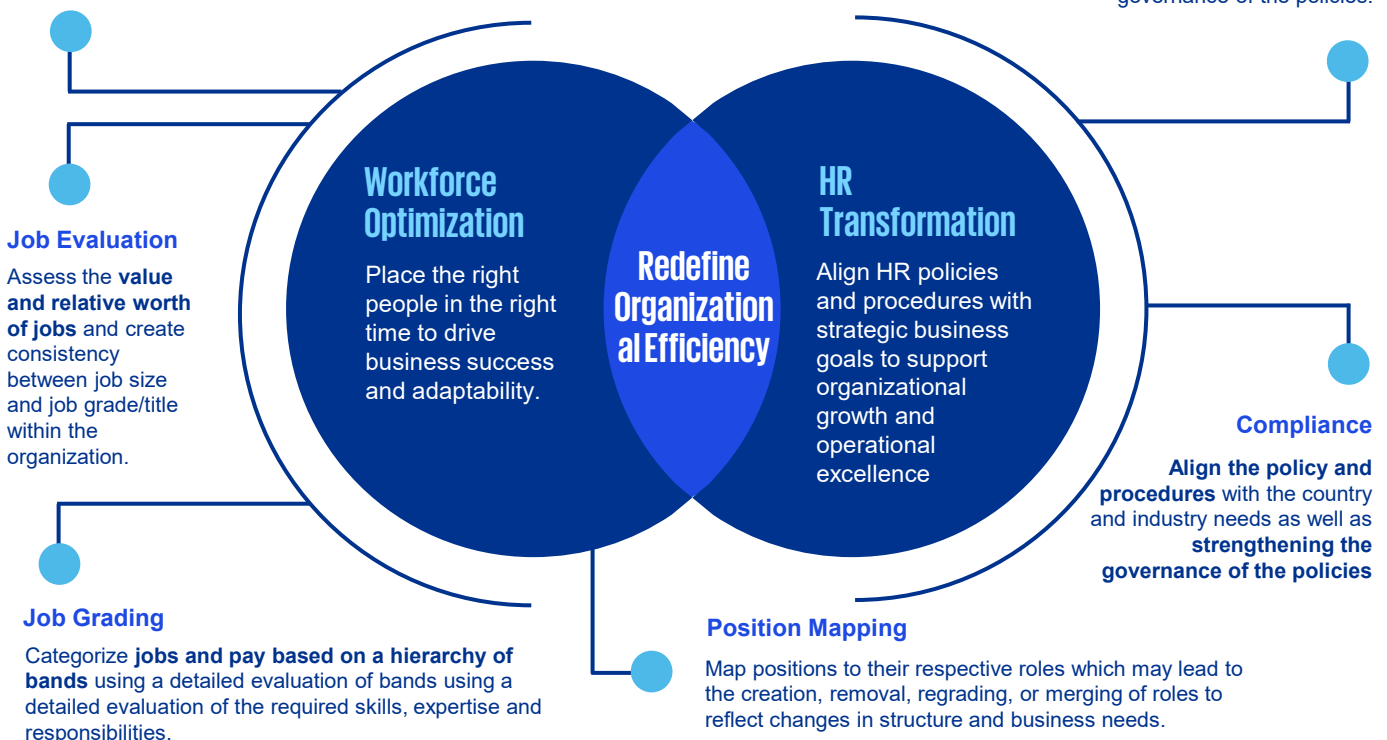 governance of the policies.
Workforce
Optimization
Place the right
people in the right
time to drive
business success
and adaptability.
Redefine
Organization
al Efficiency
HR
Transformation
Align HR policies
and procedures with
strategic business
goals to support
organizational
growth and
operational
excellence
Job Evaluation
Assess the value
and relative worth
of jobs and create
consistency
between job size
and job grade/title
within the
organization.
Compliance
Align the policy and
procedures with the country
and industry needs as well as
strengthening the
governance of the policies
Job Grading
Categorize jobs and pay based on a hierarchy of
bands using a detailed evaluation of bands using a
detailed evaluation of the required skills, expertise and
responsibilities.
Position Mapping
Map positions to their respective roles which may lead to
the creation, removal, regrading, or merging of roles to
reflect changes in structure and business needs.